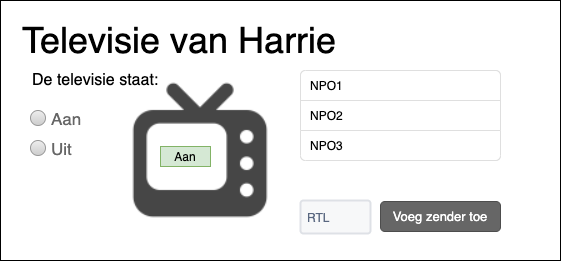 Televisie van Harrie
De televisie staat:
Aan
Uit
Aan
NPO1
NPO2
NPO3
RTL
Voeg zender toe